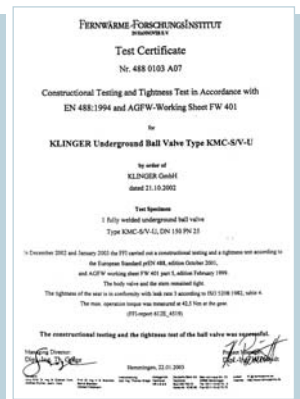 FERNWÄRME-FORSCHUNGSINSTITUT
IN HANNOVER E.V.
Test Certificate
Nr. 488 0103 A07
Constructional Testing and Tightness Test in Accordance with
EN 488:1994 and AGFW-Working Sheet FW 401
for
KLINGER Underground Ball Valve Type KMC-S/V-U
by order of
KLINGER GmbH
dated 21.10.2002
Test Specimen
1 fully welded underground ball valve
Type KMC-S/V-U, DN 150 PN 25
In December 2002 and January 2003 the FFI carried out a constructional testing and a tightness test according to
the European Standard prEN 488, edition October 2001,
and AGFW working sheet FW 401 part 5, edition February 1999.
The body valve and the stem remained tight.
The tightness of the seat is in conformity with leak rate 3 according to ISO 5208:1982, table 4.
The max. operation torque was measured at 42,5 Nm at the gear.
The constructional testing and the tightness of the ball valve was successful.
Managing Director
Project Manager
Hemmingen, 22.01.2003